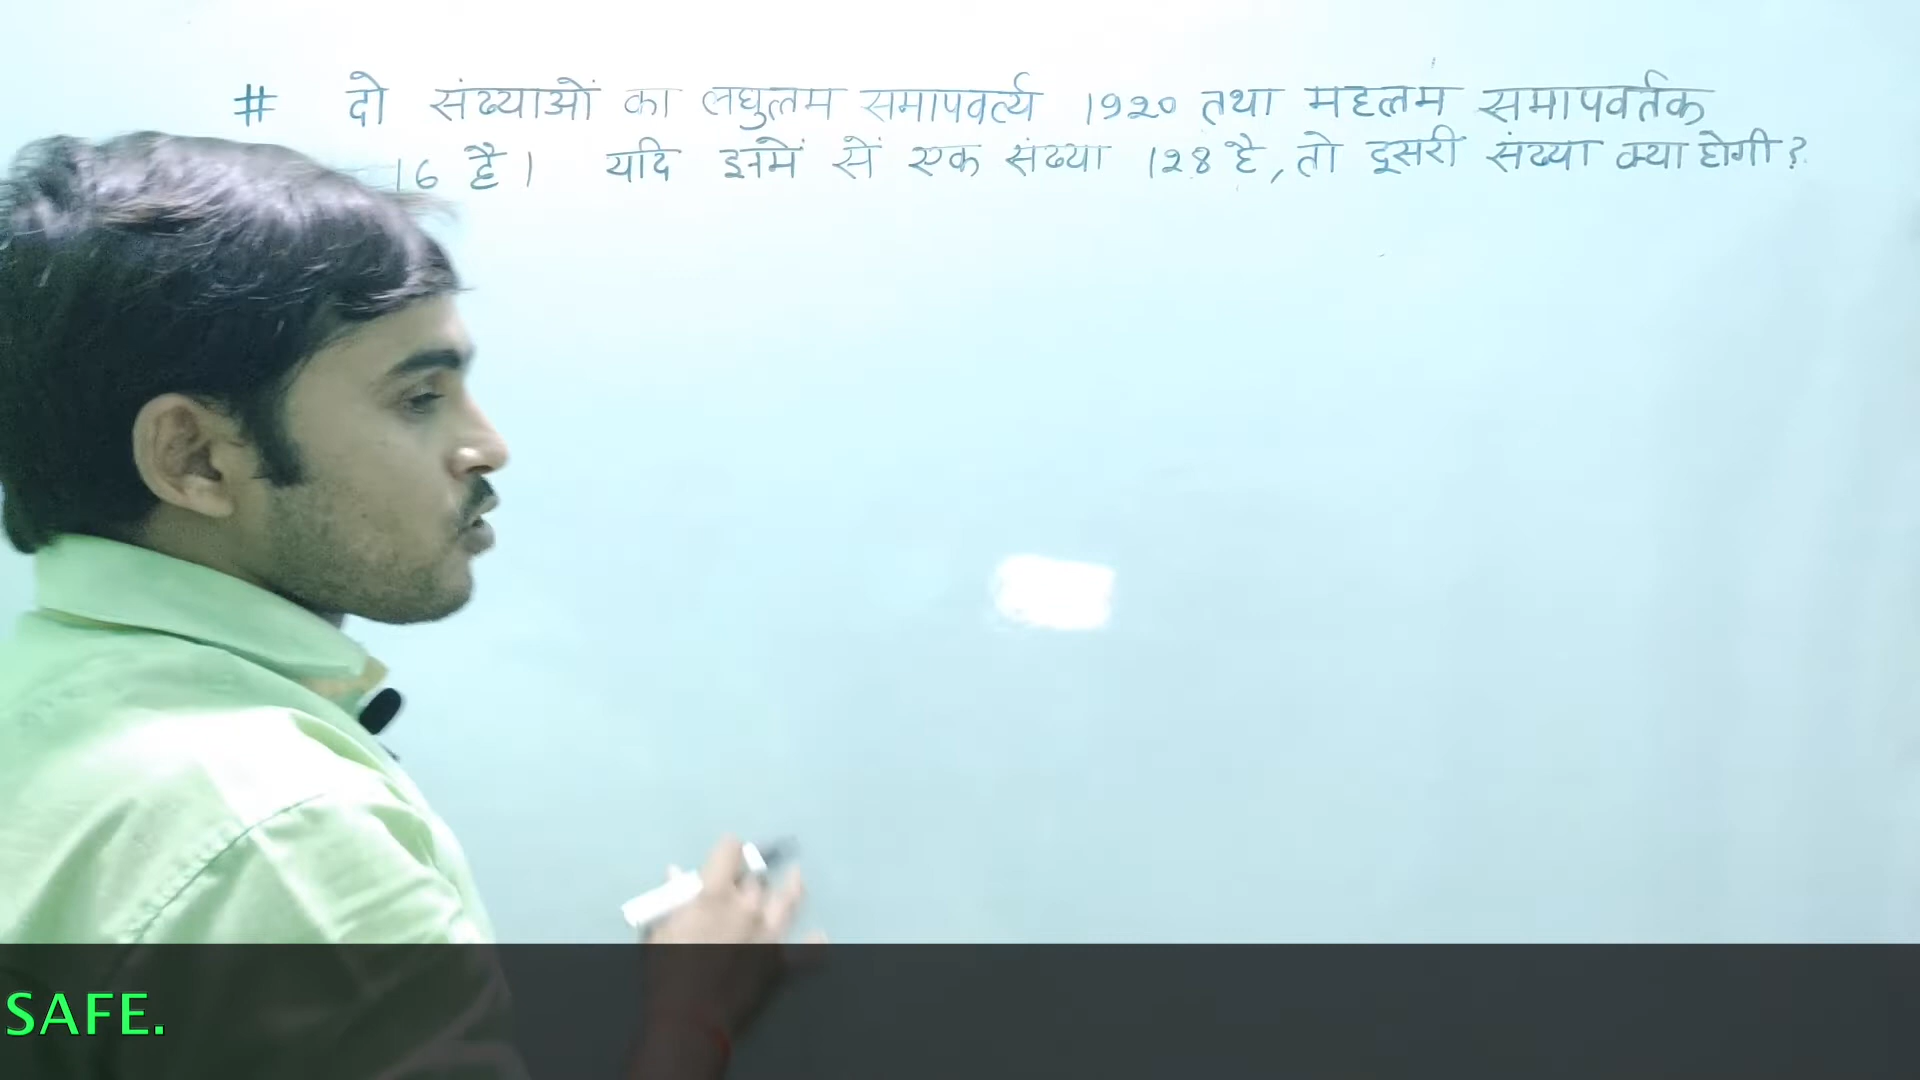 # दो संख्याओं का लघुत्तम समापवर्त्य 1920 तथा महत्तम समापवर्तक
16 है। यदि इनमें सें एक संख्या 128 है, तो दूसरी संख्या क्या होगी?
SAFE.